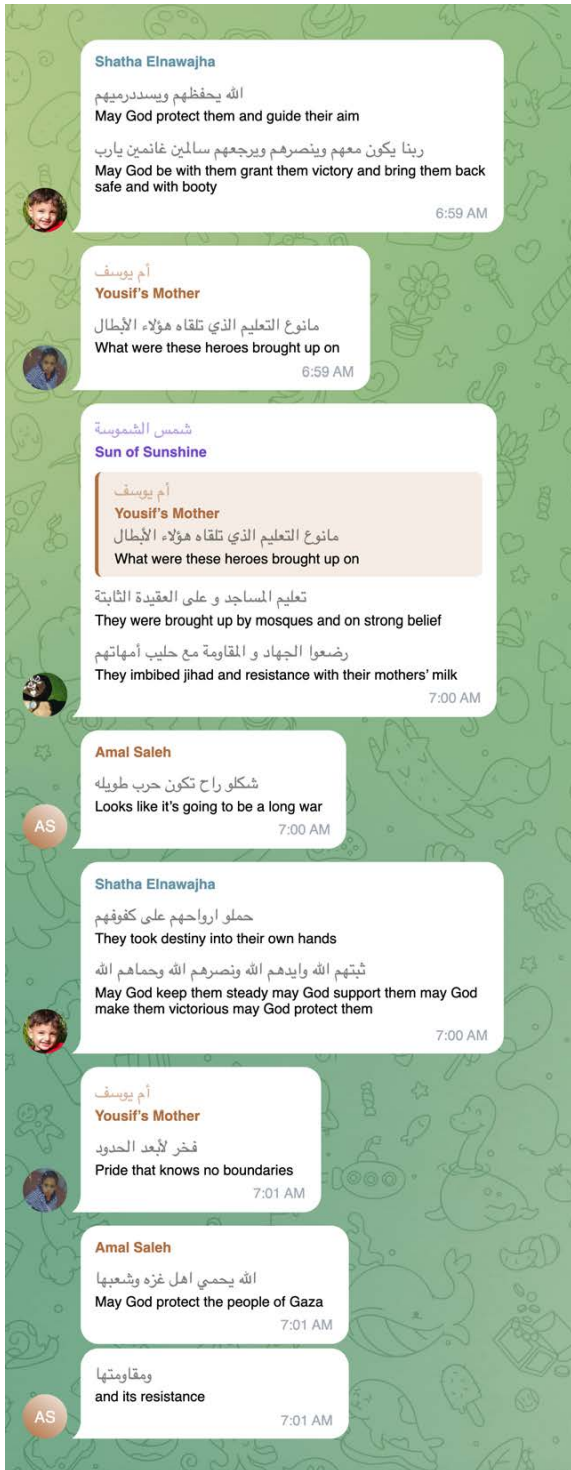 Shatha Elnawajha
الله يحفظهم ويسددرميهم
May God protect them and guide their aim
ربنا يكون معهم وينصرهم ويرجعهم سالمين غانمين يارب
May God be with them grant them victory and bring them back
safe and with booty
6:59 AM
أم يوسف
Yousif's Mother
مانوع التعليم الذي تلقاه هؤلاء الأبطال
What were these heroes brought up on
6:59 AM
شمس الشموسة
Sun of Sunshine
أم يوسف
Yousif's Mother
مانوع التعليم الذي تلقاه هؤلاء الأبطال
What were these heroes brought up on
تعليم المساجد و على العقيدة الثابتة
They were brought up by mosques and on strong belief
رضعوا الجهاد و المقاومة مع حليب أمهاتهم
They imbibed jihad and resistance with their mothers' milk
7:00 AM
Amal Saleh
شكلو راح تكون حرب طويله
Looks like it's going to be a long war
AS
7:00 AM
Shatha Elnawajha
حملو ارواحهم على كفوفهم
They took destiny into their own hands
ثبتهم الله وايدهم الله ونصرهم الله وحماهم الله
May God keep them steady may God support them may God
make them victorious may God protect them
7:00 AM
أم يوسف
Yousif's Mother
فخر لأبعد الحدود
Pride that knows no boundaries
7:01 AM
Amal Saleh
الله يحمي اهل غزه وشعبها
May God protect the people of Gaza
7:01 AM
ومقاومتها
and its resistance
AS
7:01 AM